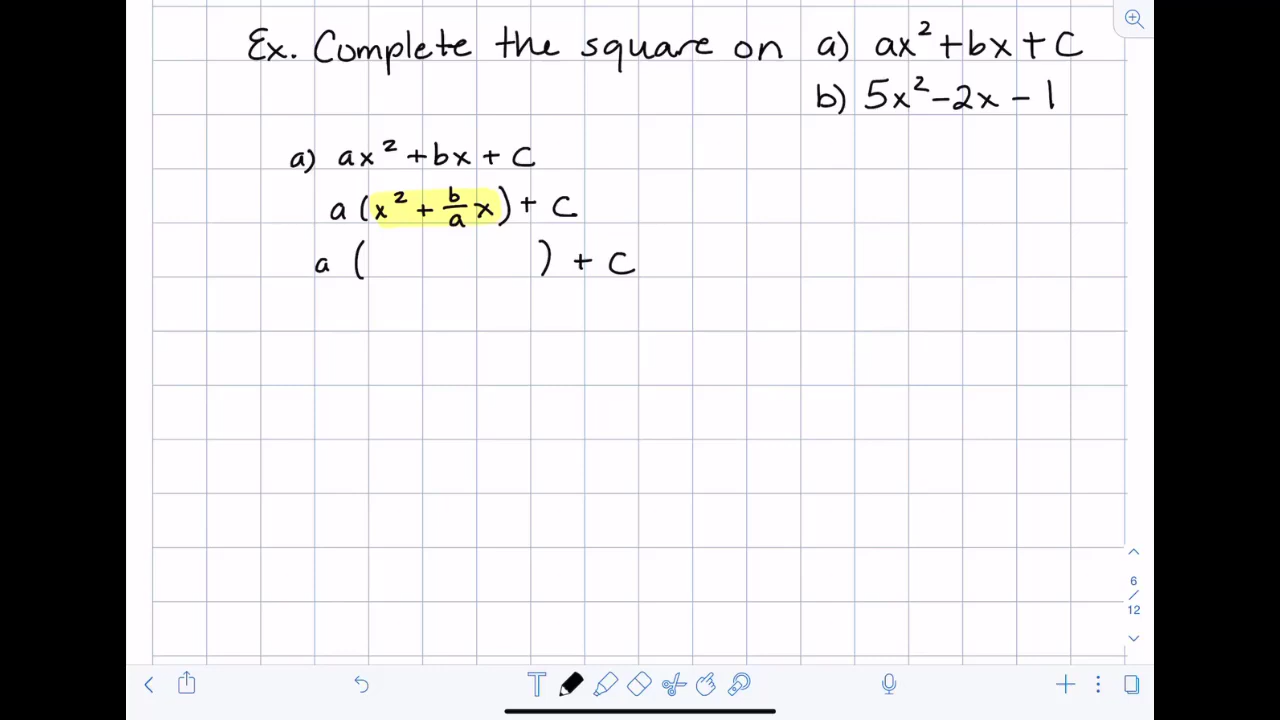 Ex. Complete the square on a) ax² + bx + c
b) 5x² - 2x - 1
a) ax² + bx + c
a (x² + b/a x) + c
a ( ) + c
6
/
12
T